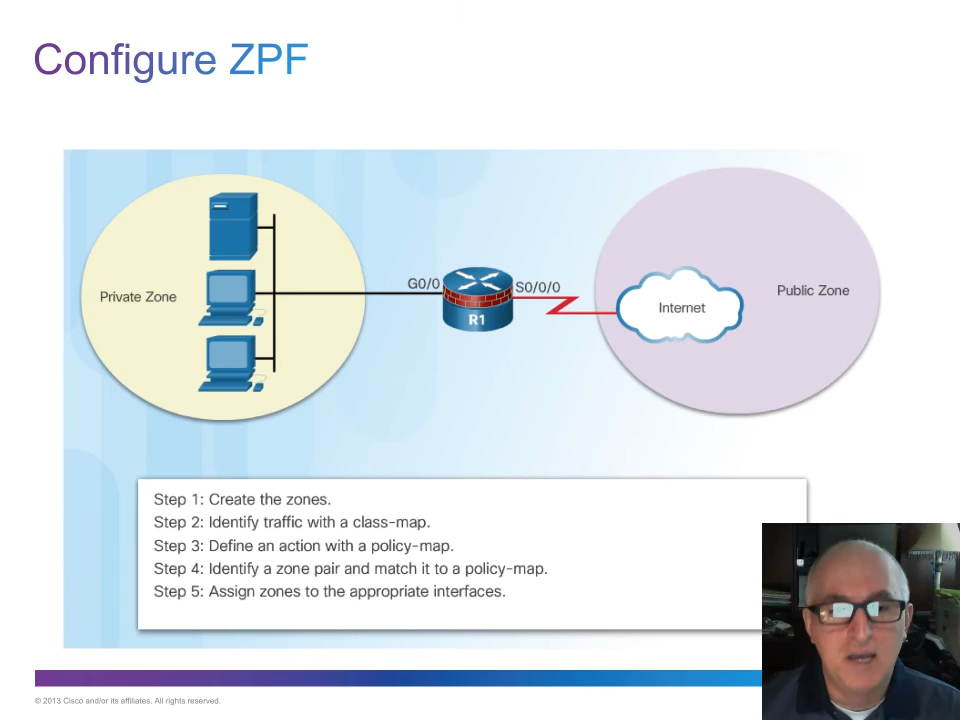 Configure ZPF
Private Zone
G0/0
R1
S0/0/0
Internet
Public Zone
Step 1: Create the zones.
Step 2: Identify traffic with a class-map.
Step 3: Define an action with a policy-map.
Step 4: Identify a zone pair and match it to a policy-map.
Step 5: Assign zones to the appropriate interfaces.
© 2013 Cisco and/or its affiliates. All rights reserved.